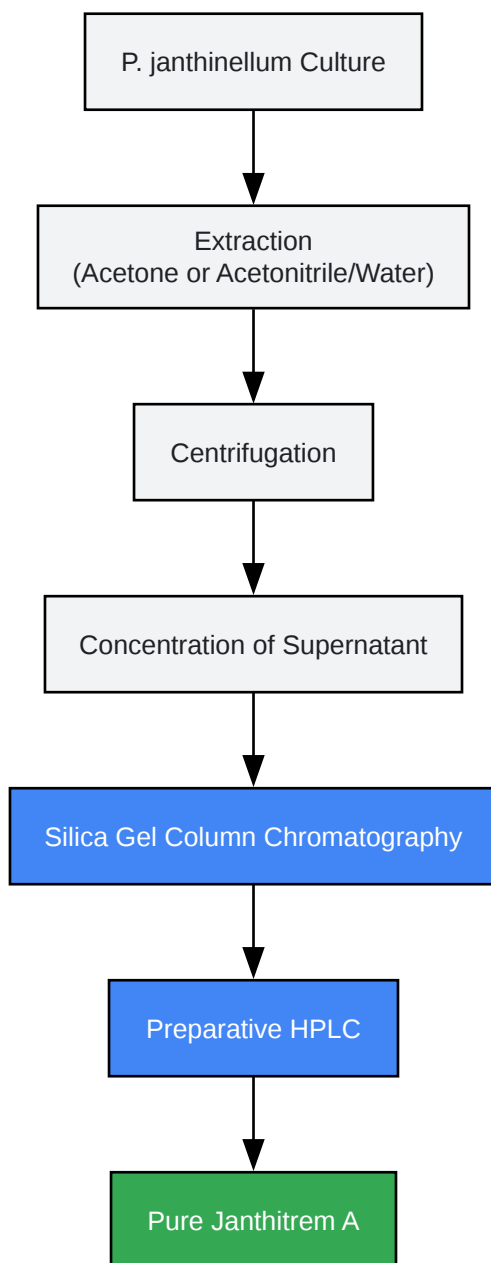 P. janthinellum Culture
Extraction
(Acetone or Acetonitrile/Water)
Centrifugation
Concentration of Supernatant
Silica Gel Column Chromatography
Preparative HPLC
Pure Janthitrem A